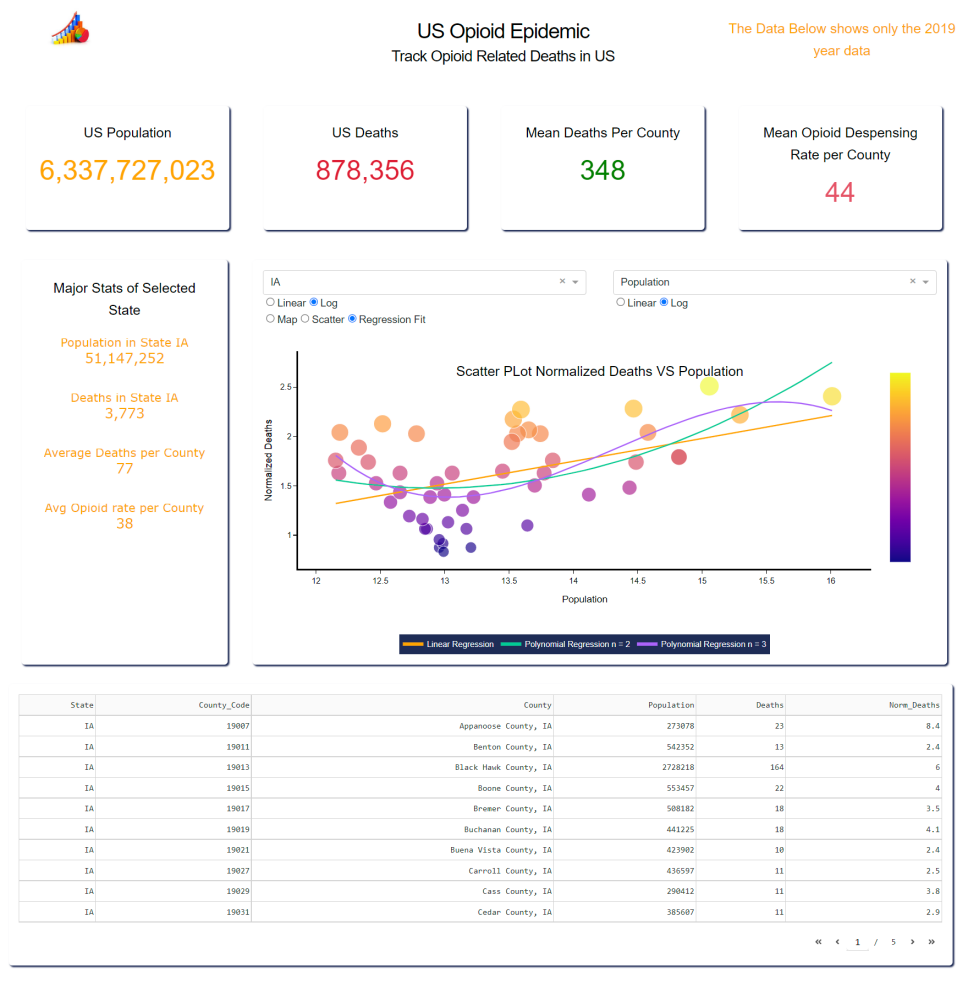 US Opioid Epidemic
Track Opioid Related Deaths in US
The Data Below shows only the 2019
year data
US Population
6,337,727,023
US Deaths
878,356
Mean Deaths Per County
348
Mean Opioid Despensing
Rate per County
44
Major Stats of Selected
State
Population in State IA
51,147,252
Deaths in State IA
3,773
Average Deaths per County
77
Avg Opioid rate per County
38
IA
Linear Log
Map Scatter Regression Fit
Population
Linear Log
Scatter PLot Normalized Deaths VS Population
Normalized Deaths
2.5
2
1.5
1
12 12.5 13 13.5 14 14.5 15 15.5 16
Population
Linear Regression Polynomial Regression n = 2 Polynomial Regression n = 3
State County_Code County Population Deaths Norm_Deaths
IA 19007 Appanoose County, IA 273078 23 8.4
IA 19011 Benton County, IA 542352 13 2.4
IA 19013 Black Hawk County, IA 2728218 164 6
IA 19015 Boone County, IA 553457 22 4
IA 19017 Bremer County, IA 508182 18 3.5
IA 19019 Buchanan County, IA 441225 18 4.1
IA 19021 Buena Vista County, IA 423902 10 2.4
IA 19027 Carroll County, IA 436597 11 2.5
IA 19029 Cass County, IA 290412 11 3.8
IA 19031 Cedar County, IA 385607 11 2.9
« ‹ 1 / 5 › »